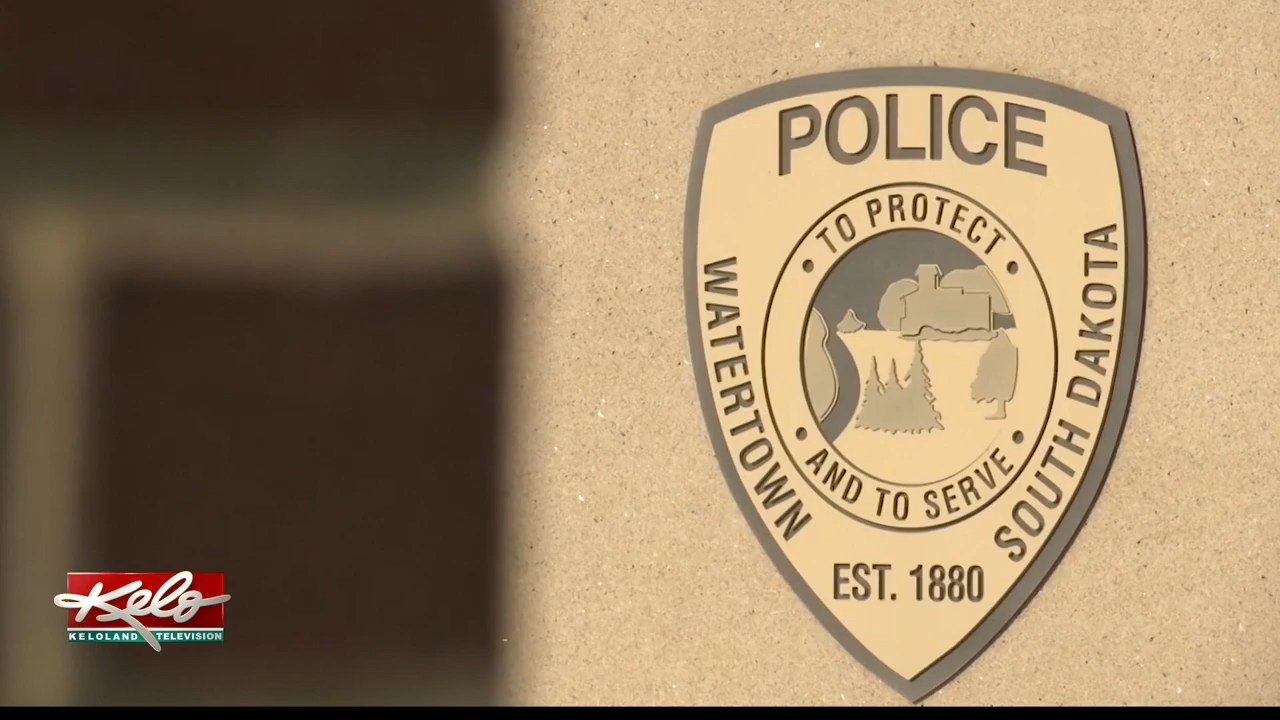 POLICE
TO PROTECT
WATERTOWN
SOUTH DAKOTA
AND TO SERVE
EST. 1880
Kelo
KELOLAND TELEVISION